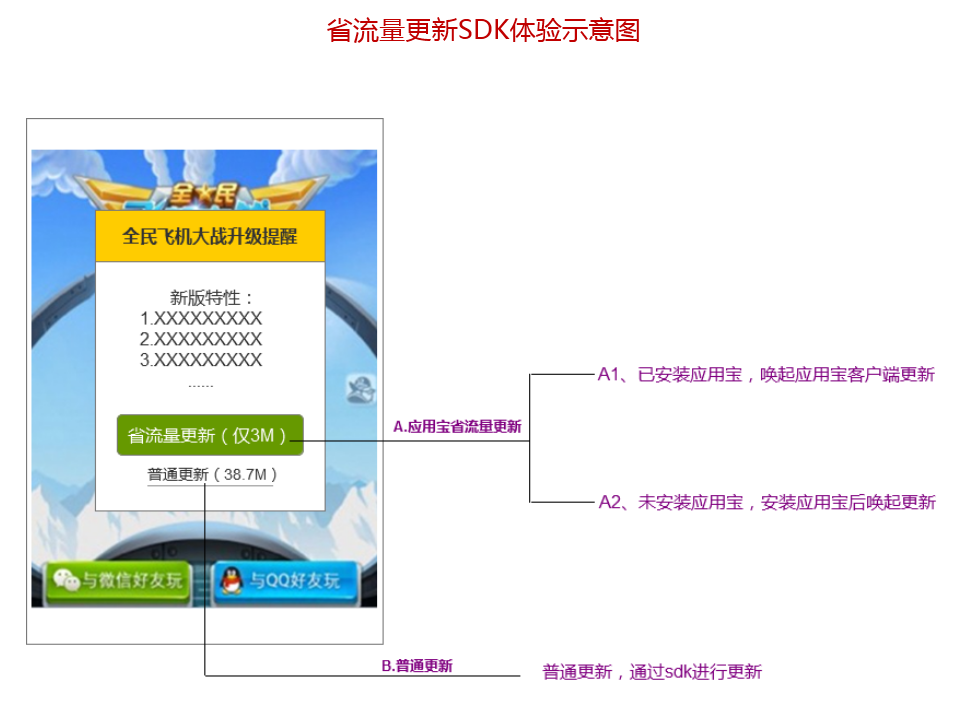 省流量更新SDK体验示意图
全★民
全民飞机大战升级提醒
新版特性：
1.XXXXXXXXX
2.XXXXXXXXX
3.XXXXXXXXX
......
省流量更新（仅3M）
普通更新（38.7M）
与微信好友玩
与QQ好友玩
A.应用宝省流量更新
A1、已安装应用宝，唤起应用宝客户端更新
A2、未安装应用宝，安装应用宝后唤起更新
B.普通更新
普通更新，通过sdk进行更新